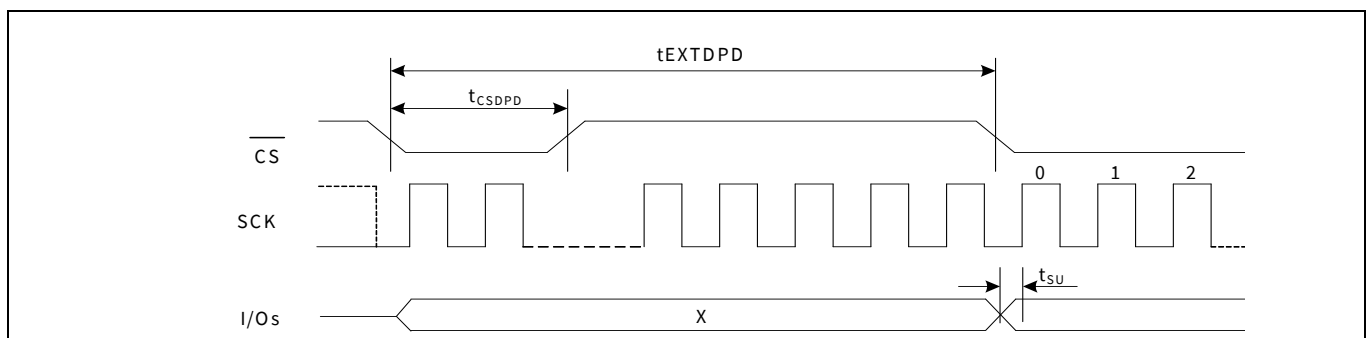 tEXTDPD
tCSDPD
CS
0 1 2
SCK
tSU
I/Os X